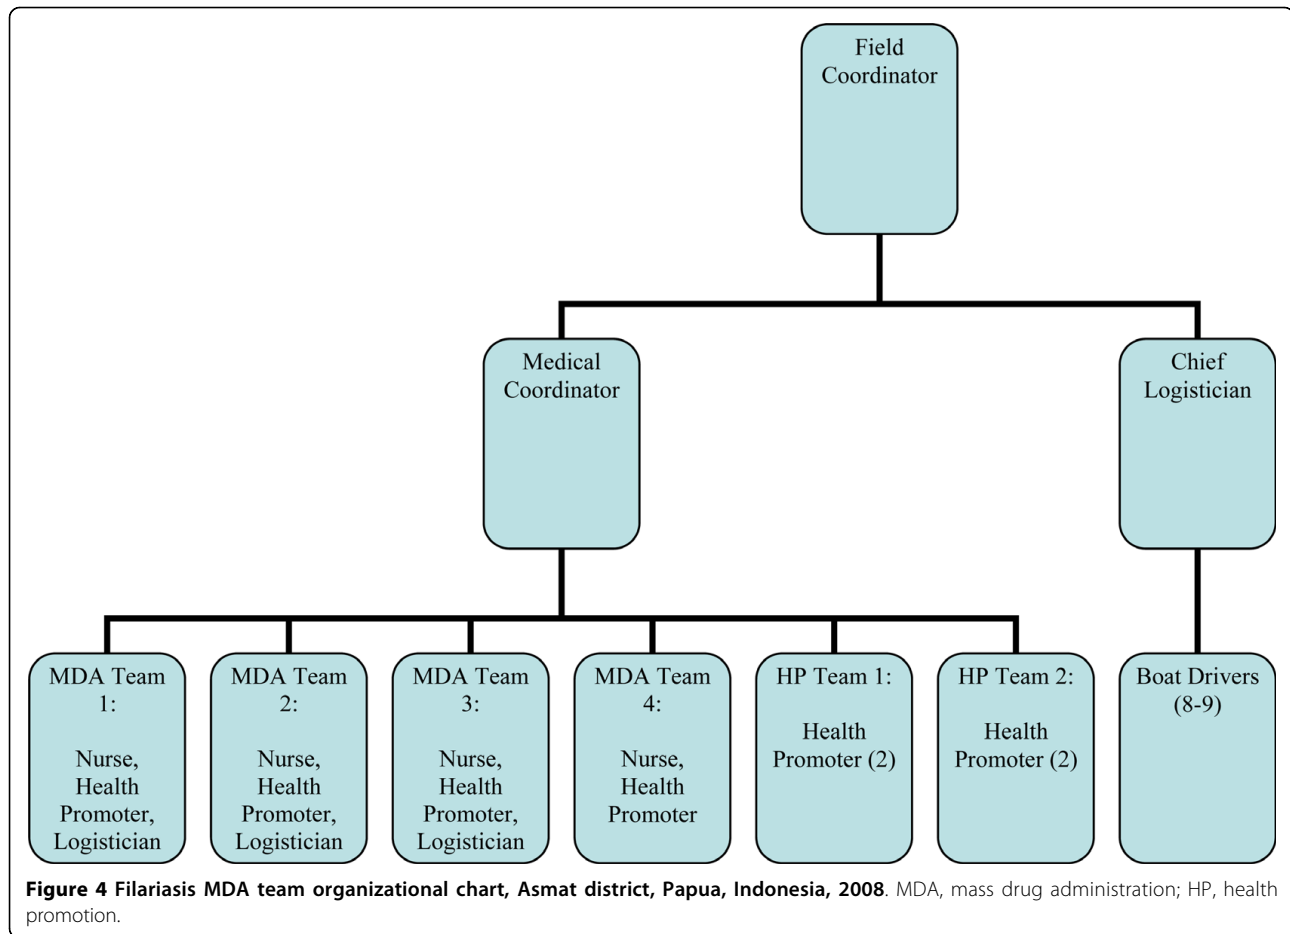 Field
Coordinator
Medical
Coordinator
Chief
Logistician
MDA Team
1:
Nurse,
Health
Promoter,
Logistician
MDA Team
2:
Nurse,
Health
Promoter,
Logistician
MDA Team
3:
Nurse,
Health
Promoter,
Logistician
MDA Team
4:
Nurse,
Health
Promoter
HP Team 1:
Health
Promoter (2)
HP Team 2:
Health
Promoter (2)
Boat Drivers
(8-9)
Figure 4 Filariasis MDA team organizational chart, Asmat district, Papua, Indonesia, 2008. MDA, mass drug administration; HP, health
promotion.